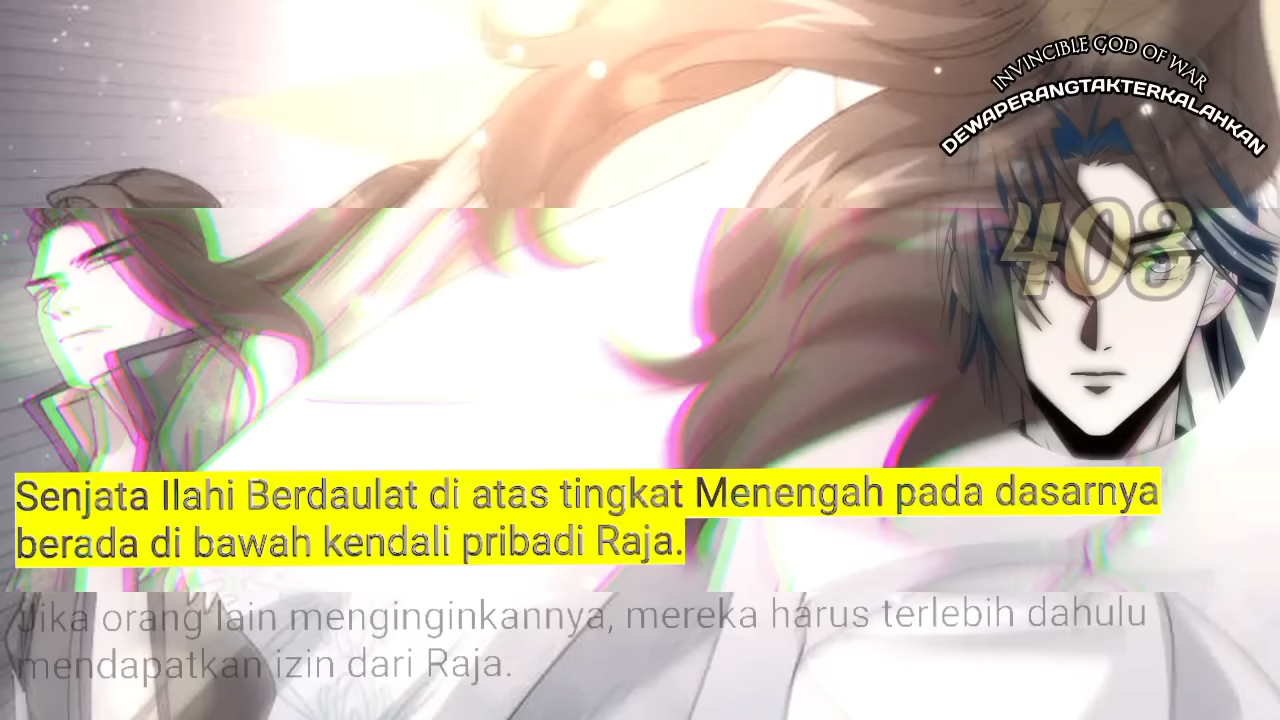 INVINCIBLE GOD OF WAR
DEWAPERANGTAKTERKALAHKAN
403
Senjata Ilahi Berdaulat di atas tingkat Menengah pada dasarnya
berada di bawah kendali pribadi Raja.
Jika orang lain menginginkannya, mereka harus terlebih dahulu
mendapatkan izin dari Raja.